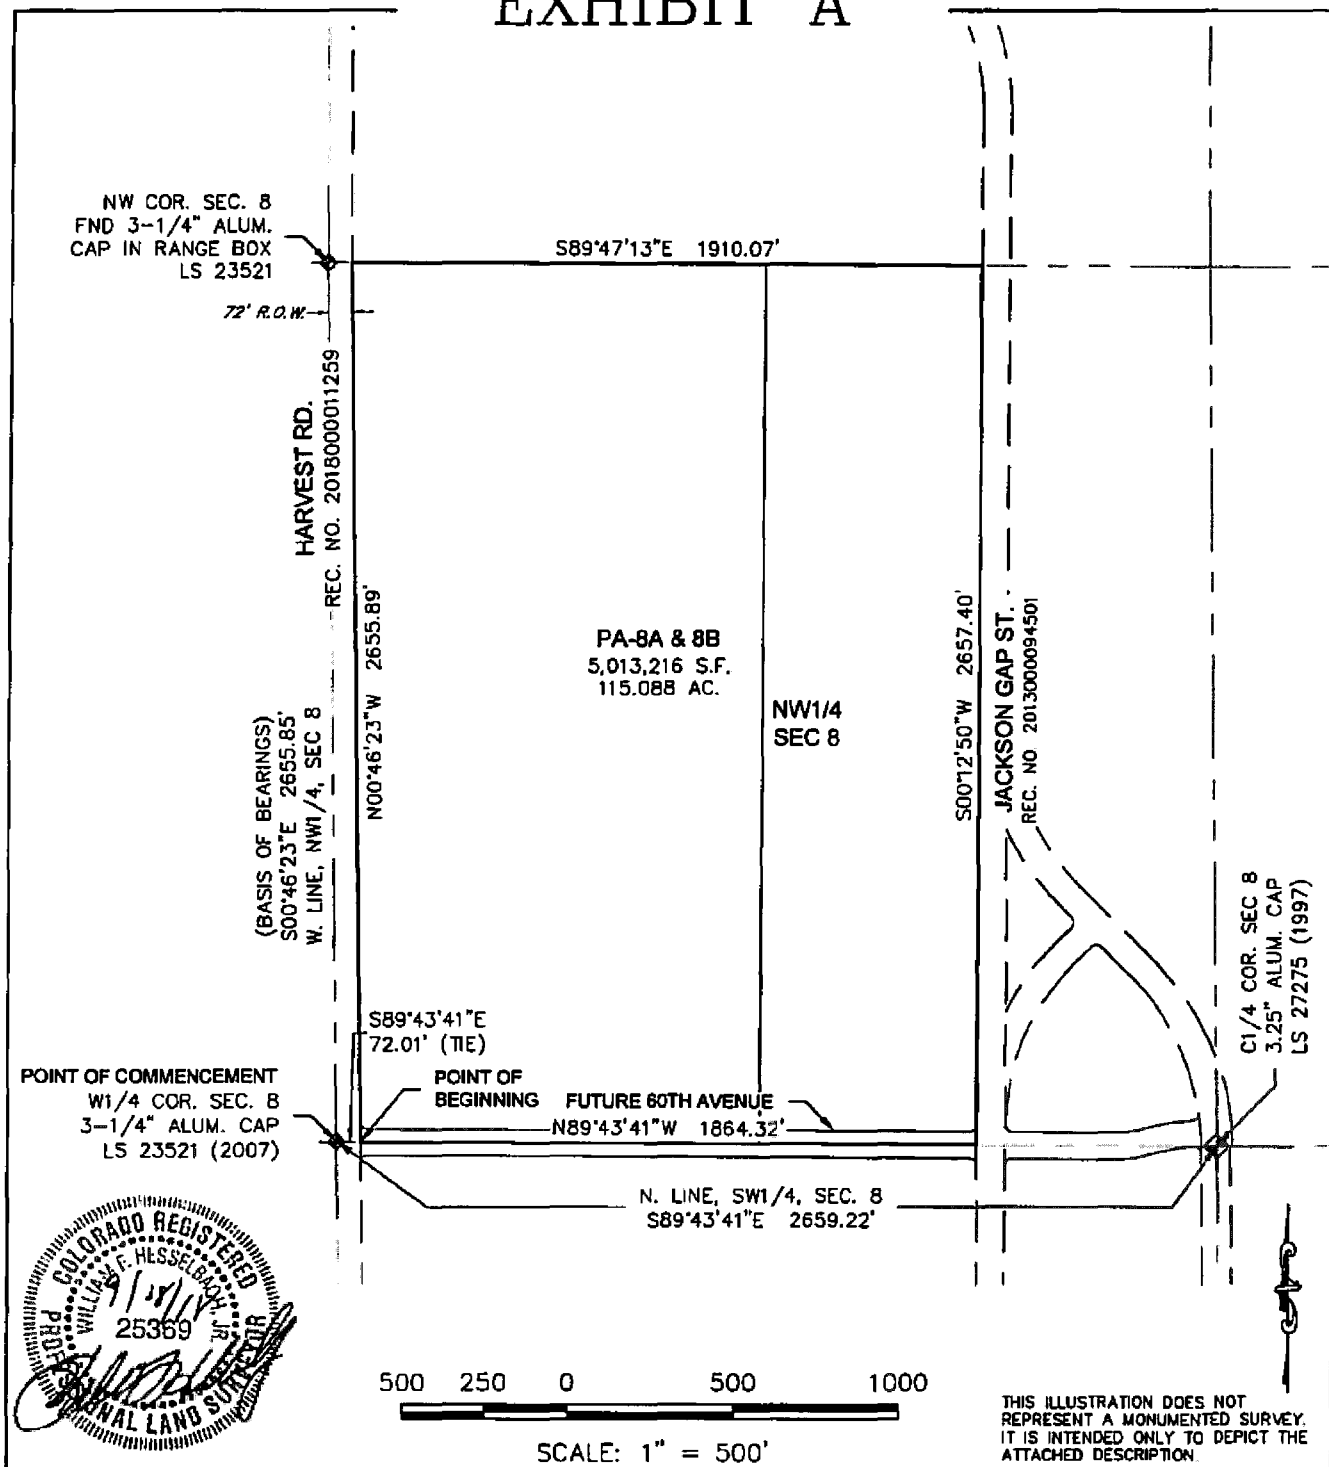 EXHIBIT A
NW COR. SEC. 8
FND 3-1/4" ALUM.
CAP IN RANGE BOX
LS 23521
S89°47'13"E 1910.07'
72' R.O.W.
HARVEST RD.
REC. NO. 2018000011259
(BASIS OF BEARINGS)
S00°46'23"E 2655.85'
W. LINE, NW1/4, SEC 8
N00°46'23"W 2655.89'
PA-8A & 8B
5,013,216 S.F.
115.088 AC.
NW1/4
SEC 8
S00°12'50"W 2657.40'
JACKSON GAP ST.
REC. NO. 2013000094501
C1/4 COR. SEC 8
3.25" ALUM. CAP
LS 27275 (1997)
S89°43'41"E
72.01' (TIE)
POINT OF COMMENCEMENT
W1/4 COR. SEC. 8
3-1/4" ALUM. CAP
LS 23521 (2007)
POINT OF
BEGINNING
FUTURE 60TH AVENUE
N89°43'41"W 1864.32'
N. LINE, SW1/4, SEC. 8
S89°43'41"E 2659.22'
COLORADO REGISTERED
WILLIAM F. HESSELBACH, JR.
25369
LAND SURVEYOR
500 250 0 500 1000
SCALE: 1" = 500'
THIS ILLUSTRATION DOES NOT
REPRESENT A MONUMENTED SURVEY.
IT IS INTENDED ONLY TO DEPICT THE
ATTACHED DESCRIPTION.